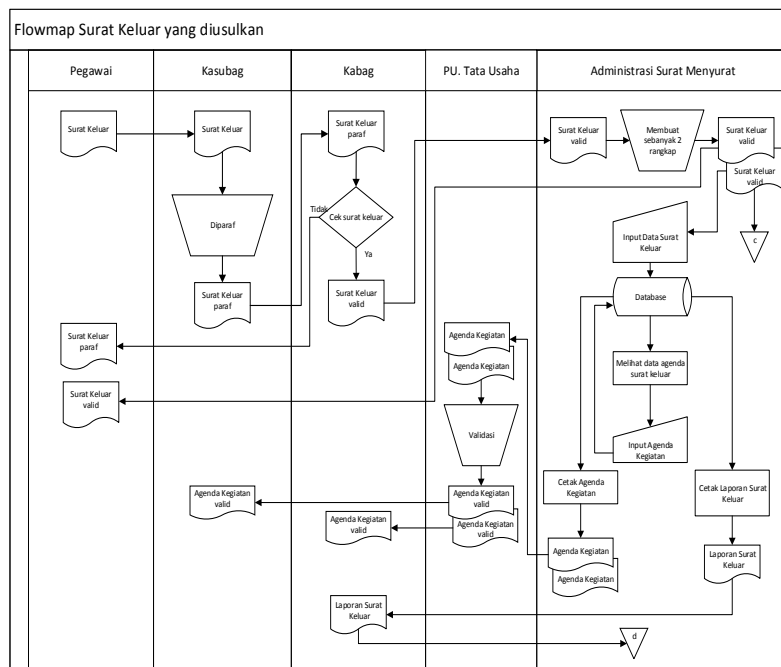 Flowmap Surat Keluar yang diusulkan
Pegawai
Kasubag
Kabag
PU. Tata Usaha
Administrasi Surat Menyurat
Surat Keluar
Surat Keluar
Surat Keluar
paraf
Surat Keluar
valid
Membuat
sebanyak 2
rangkap
Surat Keluar
valid
Surat Keluar
valid
Diparaf
Tidak
Cek surat keluar
Ya
Input Data Surat
Keluar
c
Surat Keluar
paraf
Surat Keluar
valid
Database
Surat Keluar
paraf
Agenda Kegiatan
Agenda Kegiatan
Melihat data agenda
surat keluar
Surat Keluar
valid
Validasi
Input Agenda
Kegiatan
Cetak Agenda
Kegiatan
Cetak Laporan Surat
Keluar
Agenda Kegiatan
valid
Agenda Kegiatan
valid
Agenda Kegiatan
valid
Agenda Kegiatan
valid
Agenda Kegiatan
Agenda Kegiatan
Laporan Surat
Keluar
Laporan Surat
Keluar
d